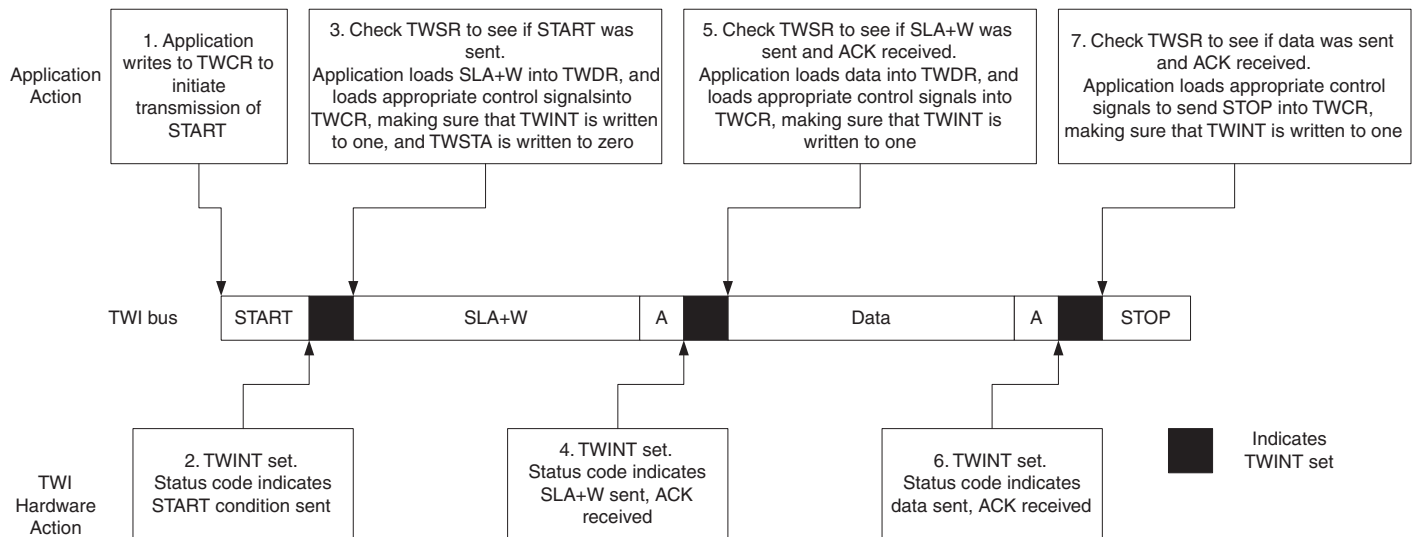 Application
Action
1. Application
writes to TWCR to
initiate
transmission of
START
3. Check TWSR to see if START was
sent.
Application loads SLA+W into TWDR, and
loads appropriate control signalsinto
TWCR, making sure that TWINT is written
to one, and TWSTA is written to zero
5. Check TWSR to see if SLA+W was
sent and ACK received.
Application loads data into TWDR, and
loads appropriate control signals into
TWCR, making sure that TWINT is
written to one
7. Check TWSR to see if data was sent
and ACK received.
Application loads appropriate control
signals to send STOP into TWCR,
making sure that TWINT is written to one
TWI bus
START
SLA+W
A
Data
A
STOP
TWI
Hardware
Action
2. TWINT set.
Status code indicates
START condition sent
4. TWINT set.
Status code indicates
SLA+W sent, ACK
received
6. TWINT set.
Status code indicates
data sent, ACK received
Indicates
TWINT set